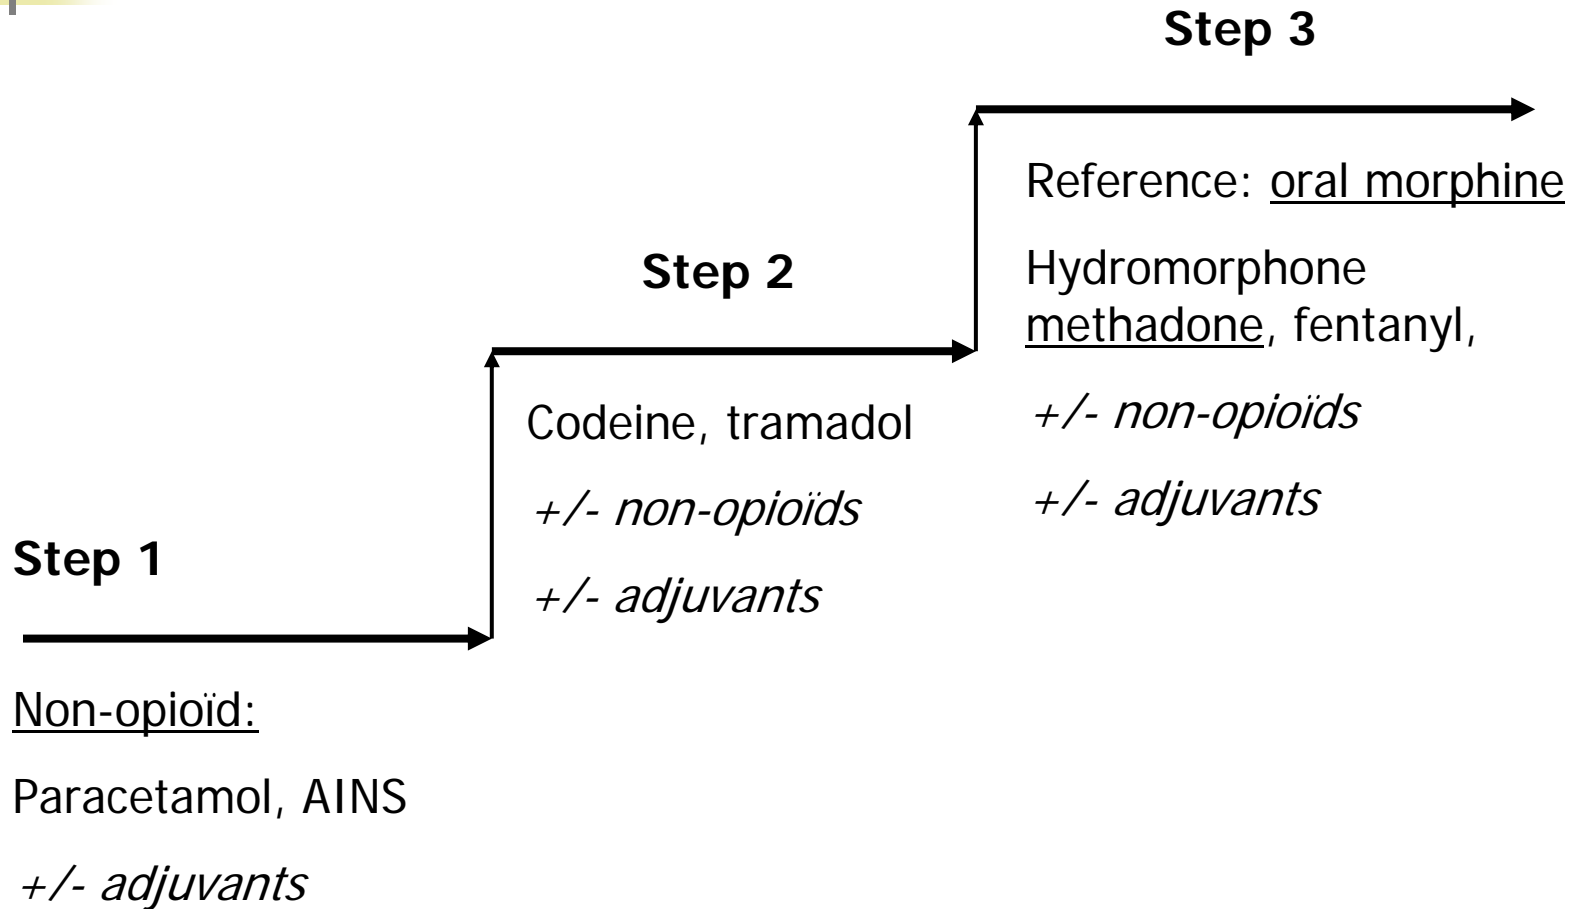 Step 1
Non-opioïd:
Paracetamol, AINS
+/- adjuvants
Step 2
Codeine, tramadol
+/- non-opioïds
+/- adjuvants
Step 3
Reference: oral morphine
Hydromorphone
methadone, fentanyl,
+/- non-opioïds
+/- adjuvants